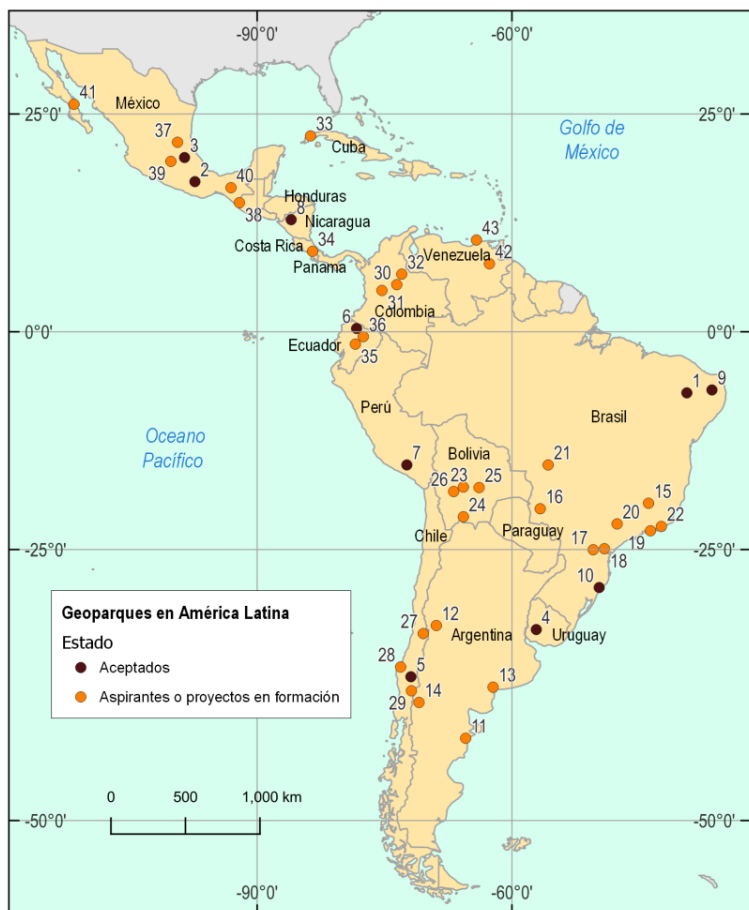 -90°0'
-60°0'
41
México
25°0'
37
3
33
Golfo de
México
Cuba
39
2
40
38
Honduras
8
Nicaragua
Costa Rica
34
Panama
43
Venezuela
42
30
32
31
Colombia
6
36
0°0'
Ecuador
35
1
9
Perú
Brasil
Oceano
Pacífico
7
Bolivia
21
26
23
25
24
16
15
20
22
Paraguay
Chile
19
17
18
-25°0'
10
27
12
4
Argentina
Uruguay
28
5
13
29
14
11
Geoparques en América Latina
Estado
Aceptados
Aspirantes o proyectos en formación
0
500
1,000 km
-50°0'
-90°0'
-60°0'
25°0'
0°0'
-25°0'
-50°0'